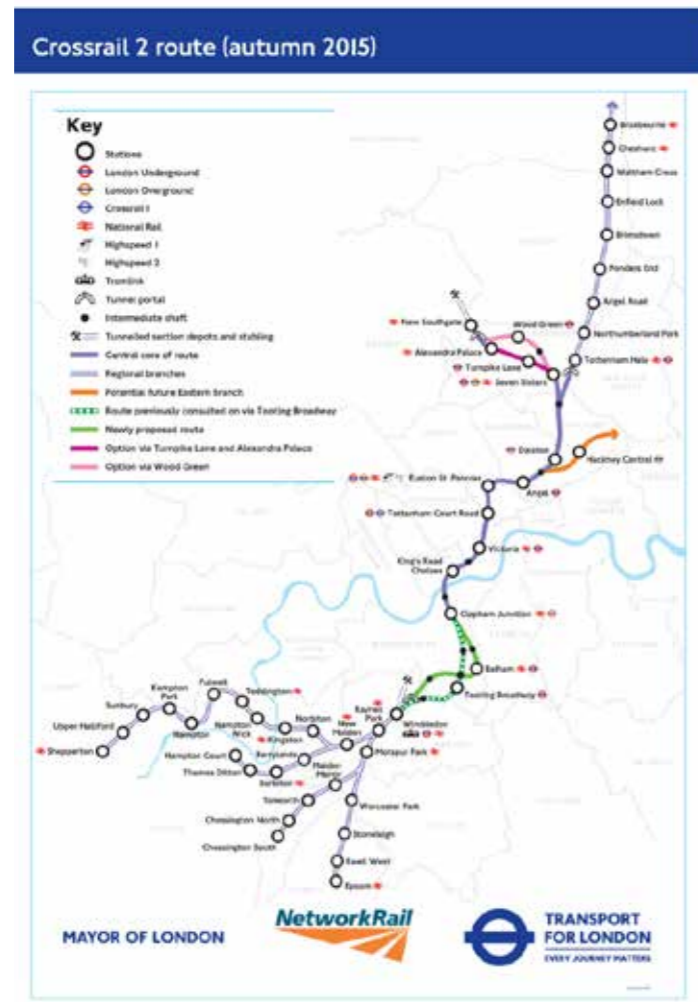 Crossrail 2 route (autumn 2015)
Key
Stations
London Underground
London Overground
Crossrail 1
National Rail
Highspeed 1
Highspeed 2
Tramlink
Tunnel portal
Intermediate shaft
Tunnelled section depots and stabling
Central core of route
Regional branches
Potential future Eastern branch
Route previously consulted on via Tooting Broadway
Newly proposed route
Option via Turnpike Lane and Alexandra Palace
Option via Wood Green
Broxbourne
Cheshunt
Waltham Cross
Enfield Lock
Brimsdown
Ponders End
Angel Road
Northumberland Park
Tottenham Hale
New Southgate
Wood Green
Alexandra Palace
Turnpike Lane
Seven Sisters
Dalston
Hackney Central
Euston St. Pancras
Angel
Tottenham Court Road
Victoria
King's Road
Chelsea
Clapham Junction
Balham
Tooting Broadway
Wimbledon
Raynes
Park
Motspur Park
New
Malden
Norbiton
Kingston
Hampton
Wick
Teddington
Fulwell
Hampton
Kempton
Park
Sunbury
Upper Halliford
Shepperton
Berrylands
Surbiton
Thames Ditton
Hampton Court
Malden
Manor
Tolworth
Chessington North
Chessington South
Worcester Park
Stoneleigh
Ewell West
Epsom
MAYOR OF LONDON
NetworkRail
TRANSPORT
FOR LONDON
EVERY JOURNEY MATTERS